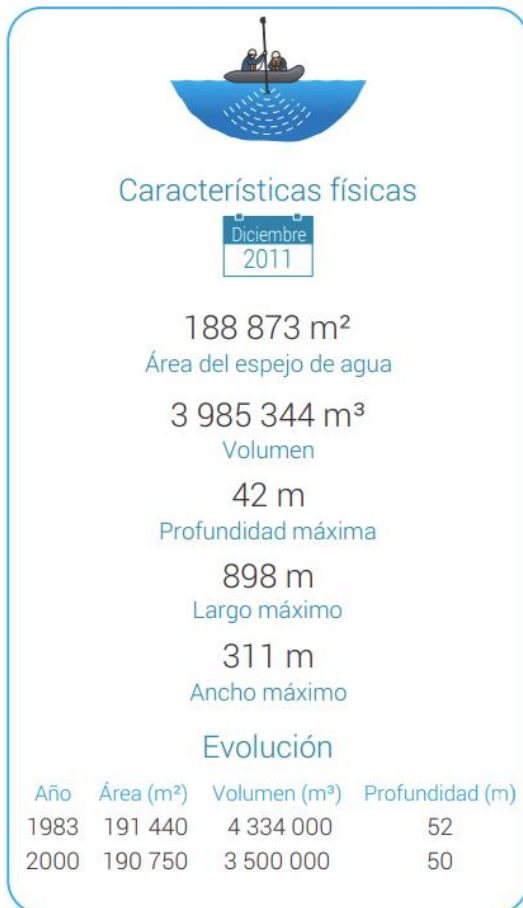 Características físicas
Diciembre
2011
188 873 m²
Área del espejo de agua
3 985 344 m³
Volumen
42 m
Profundidad máxima
898 m
Largo máximo
311 m
Ancho máximo
Evolución
Año Área (m²) Volumen (m³) Profundidad (m)
1983 191 440 4 334 000 52
2000 190 750 3 500 000 50